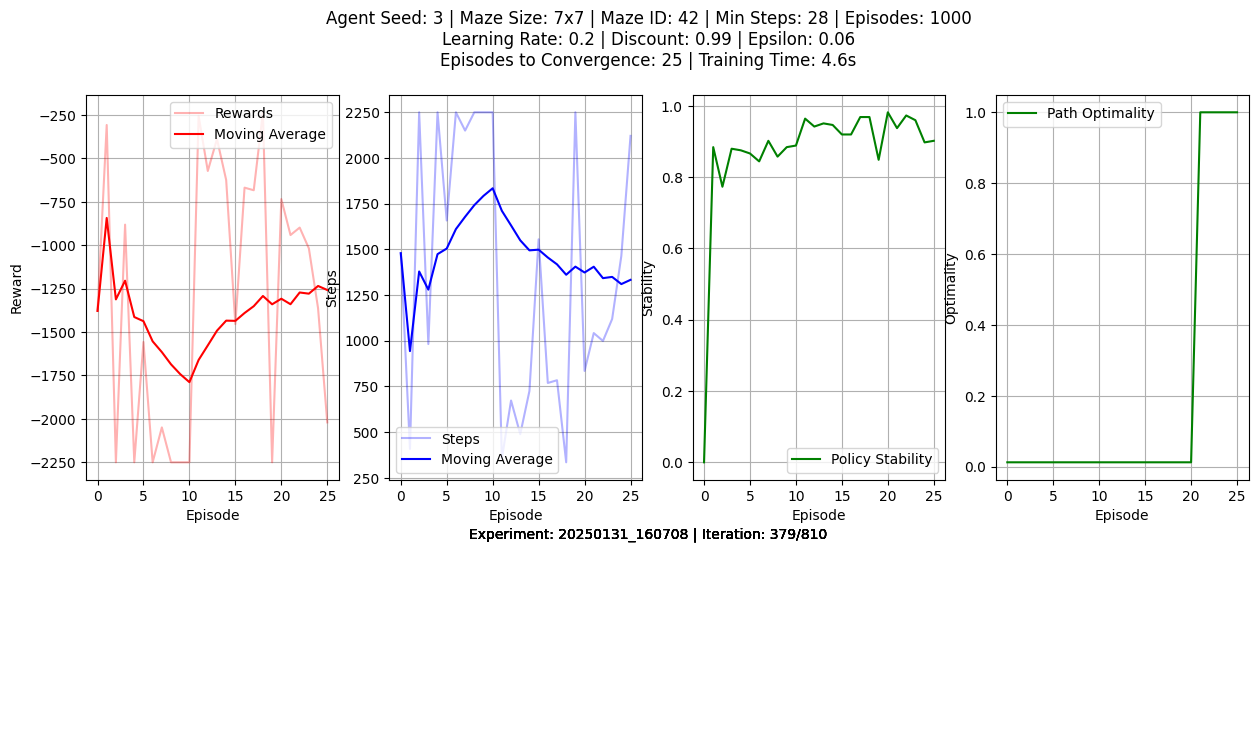 Agent Seed: 3 | Maze Size: 7x7 | Maze ID: 42 | Min Steps: 28 | Episodes: 1000
Learning Rate: 0.2 | Discount: 0.99 | Epsilon: 0.06
Episodes to Convergence: 25 | Training Time: 4.6s
Reward
−250
−500
−750
−1000
−1250
−1500
−1750
−2000
−2250
Rewards
Moving Average
0 5 10 15 20 25
Episode
Steps
2250
2000
1750
1500
1250
1000
750
500
250
Steps
Moving Average
0 5 10 15 20 25
Episode
Stability
1.0
0.8
0.6
0.4
0.2
0.0
Policy Stability
0 5 10 15 20 25
Episode
Optimality
1.0
0.8
0.6
0.4
0.2
0.0
Path Optimality
0 5 10 15 20 25
Episode
Experiment: 20250131_160708 | Iteration: 379/810